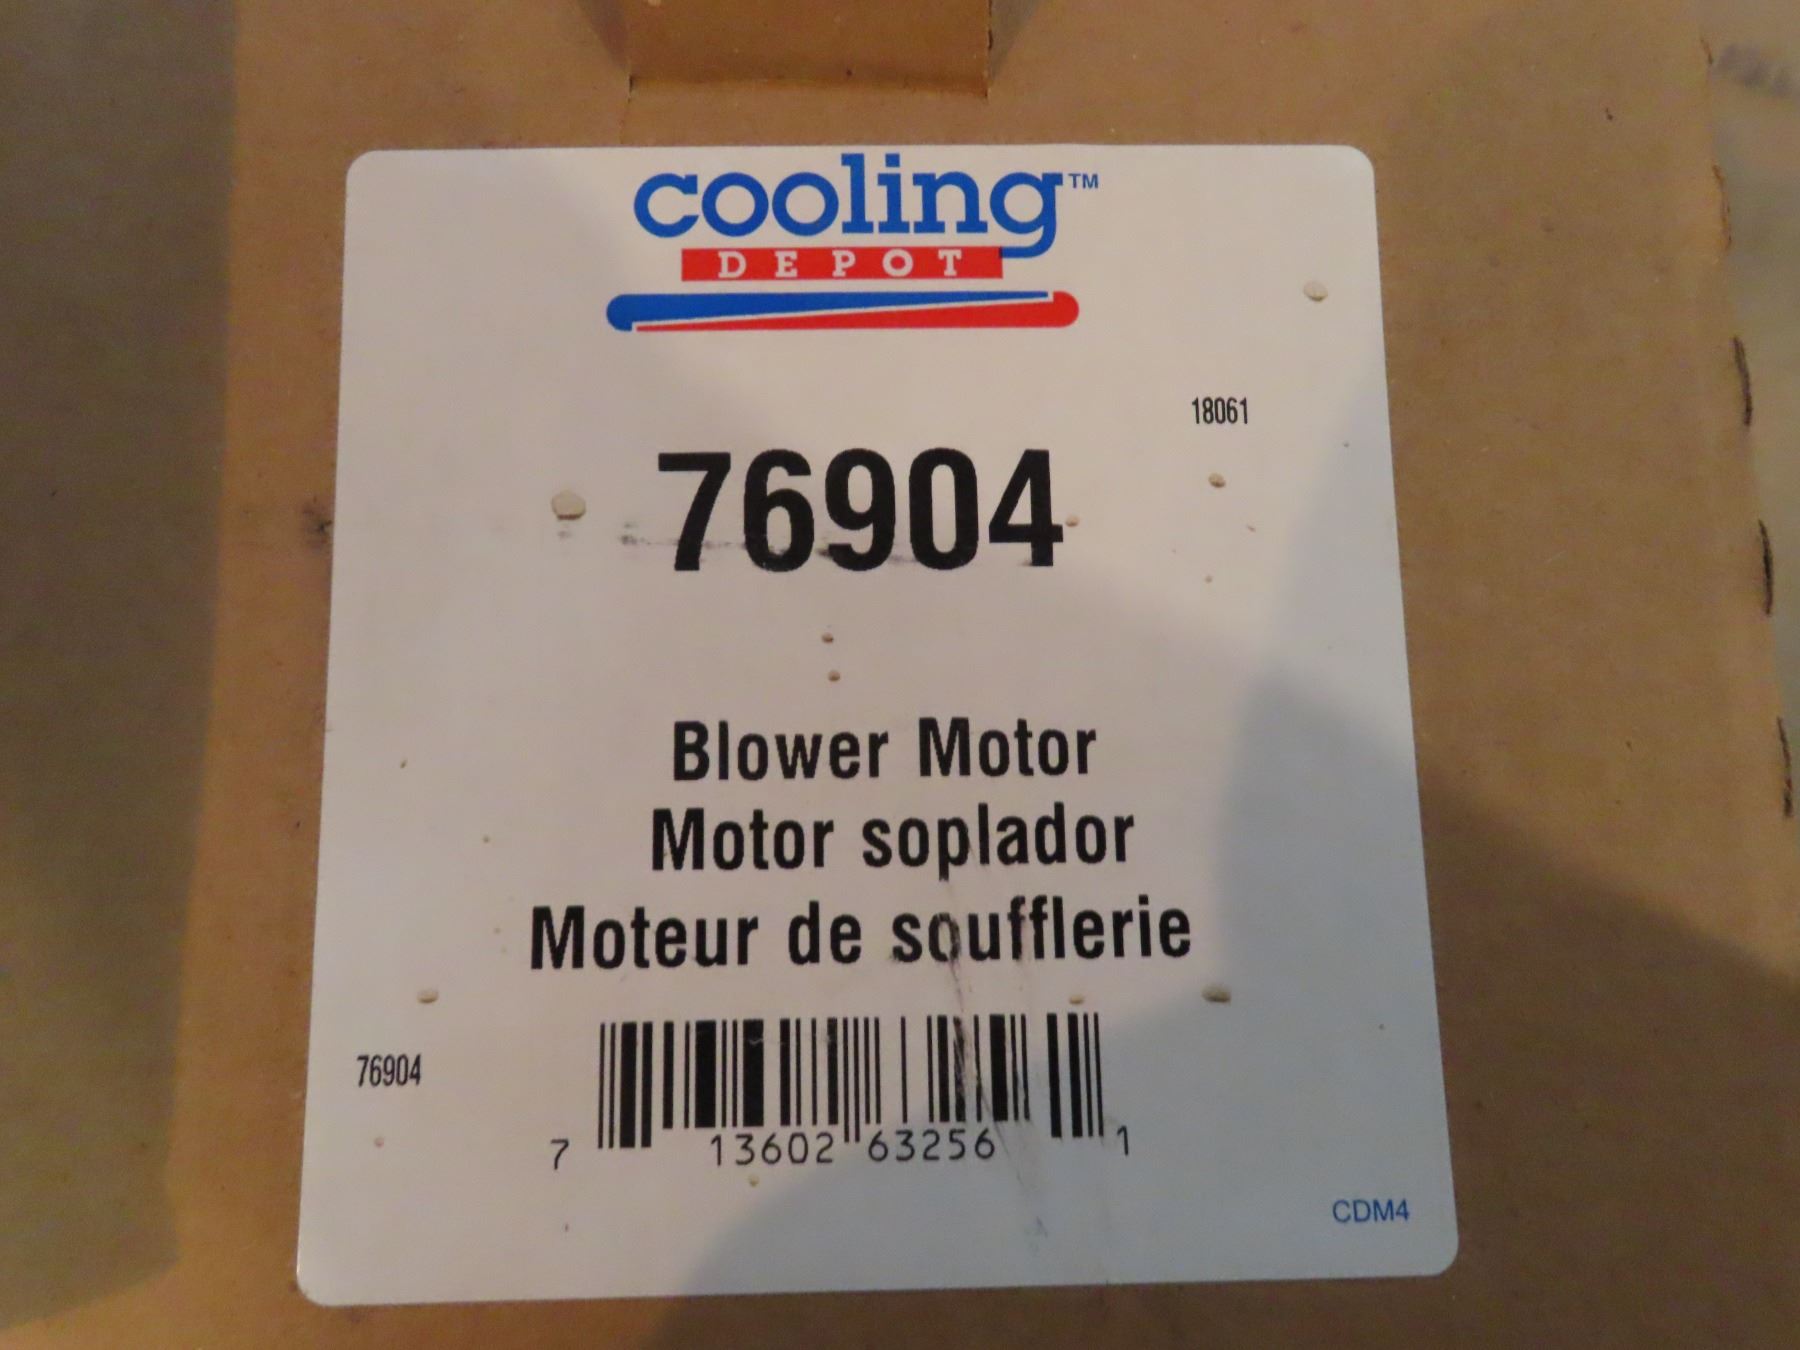 cooling™
DEPOT
18061
76904
Blower Motor
Motor soplador
Moteur de soufflerie
76904
7 13602 63256 1
CDM4